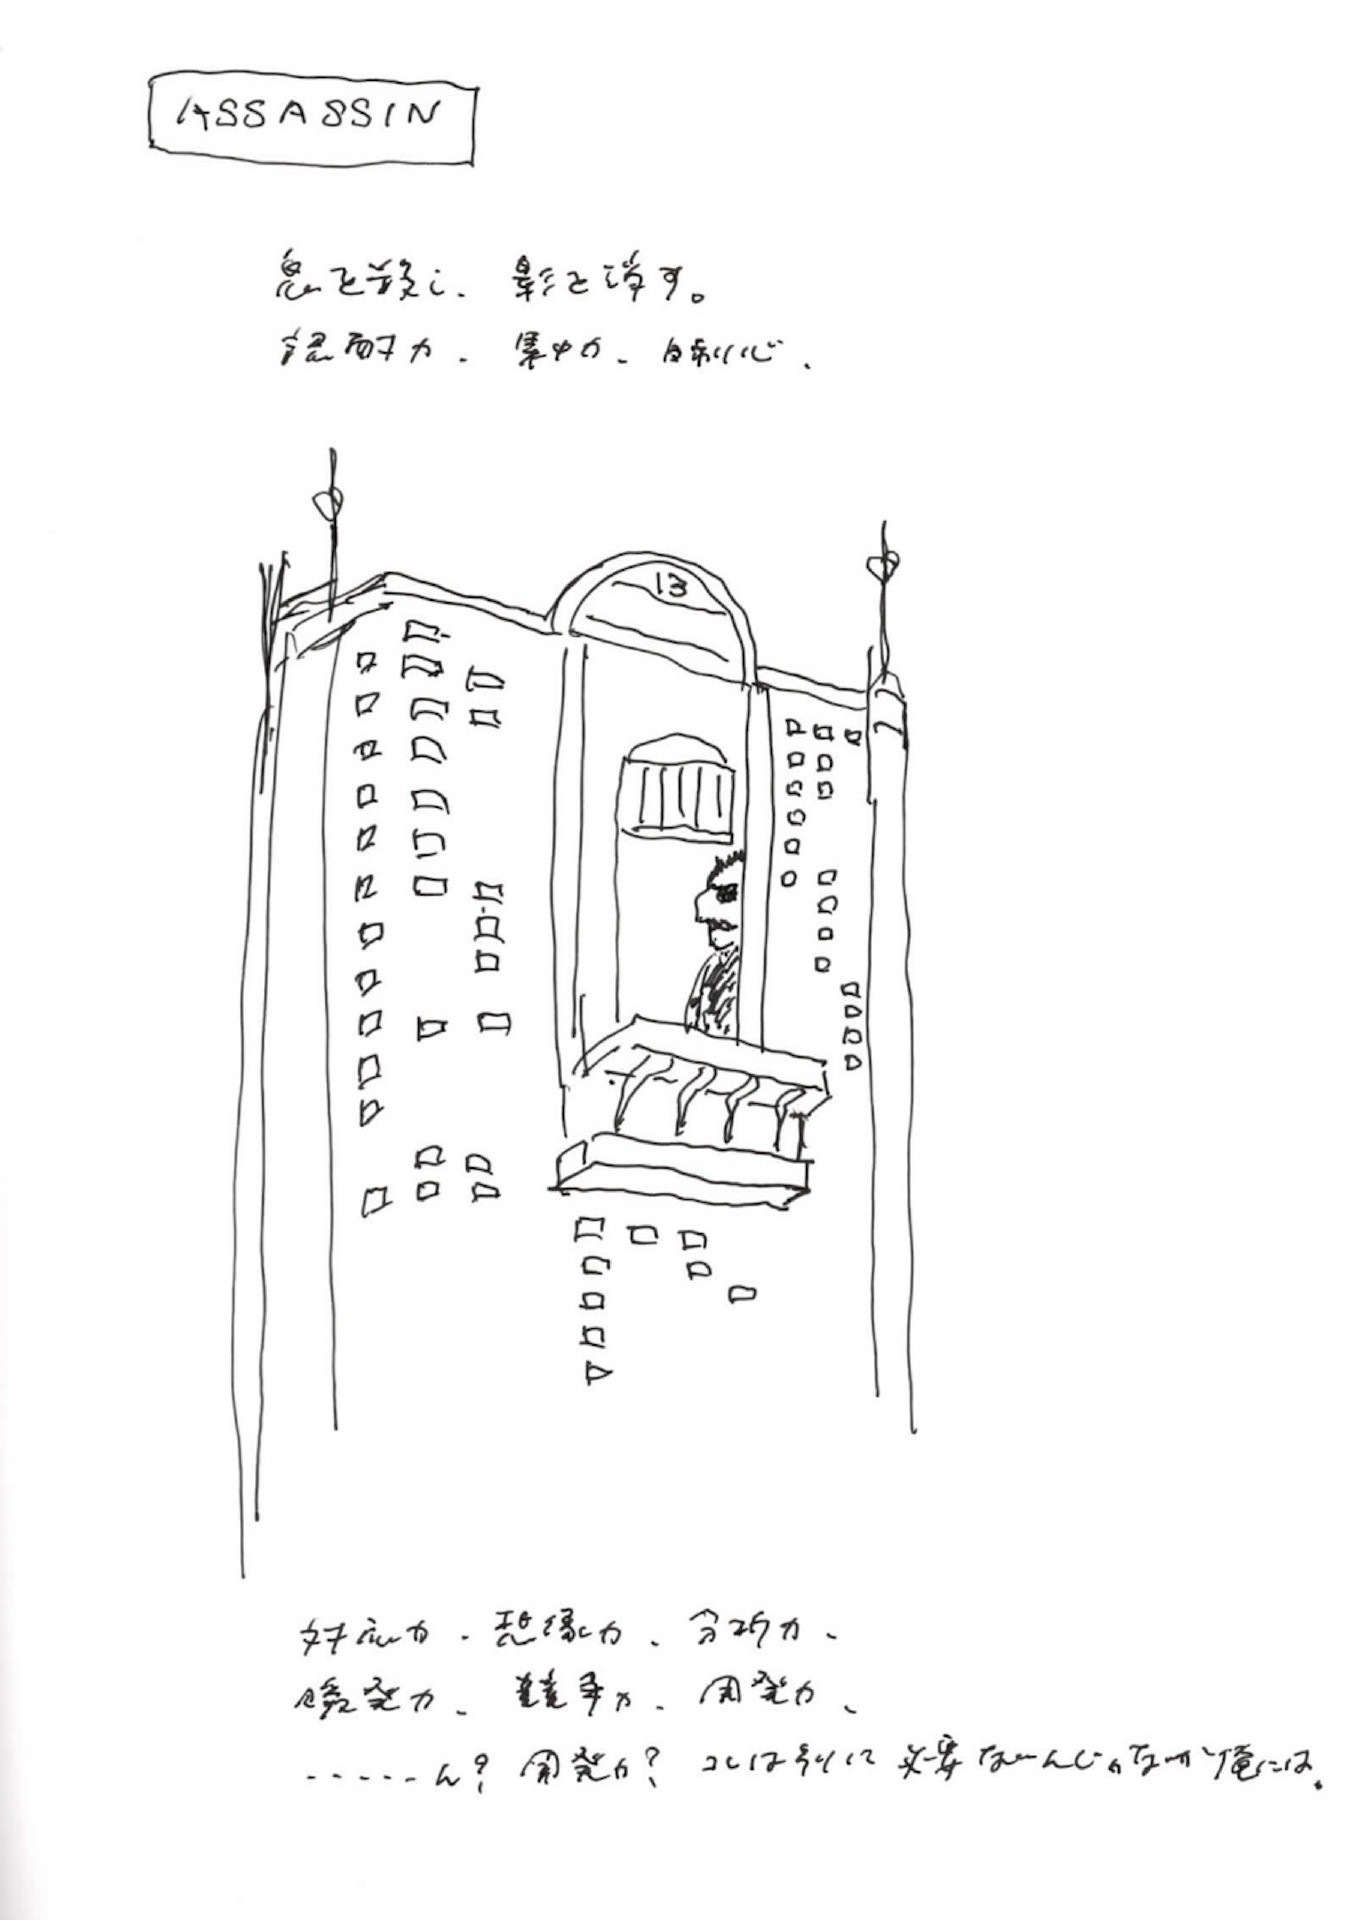 ASSASSIN
息を殺し、影を消す。
忍耐力、集中力、自制心、
13
対応力、想像力、分析力、
瞬発力、競争力、開発力、
……ん？開発力？コレは別に必要ないんじゃないか俺には。